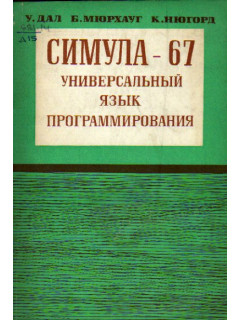 У. ДАЛ Б. МЮРХАУГ К. НЮГОРД
СИМУЛА - 67
УНИВЕРСАЛЬНЫЙ
ЯЗЫК
ПРОГРАММИРОВАНИЯ